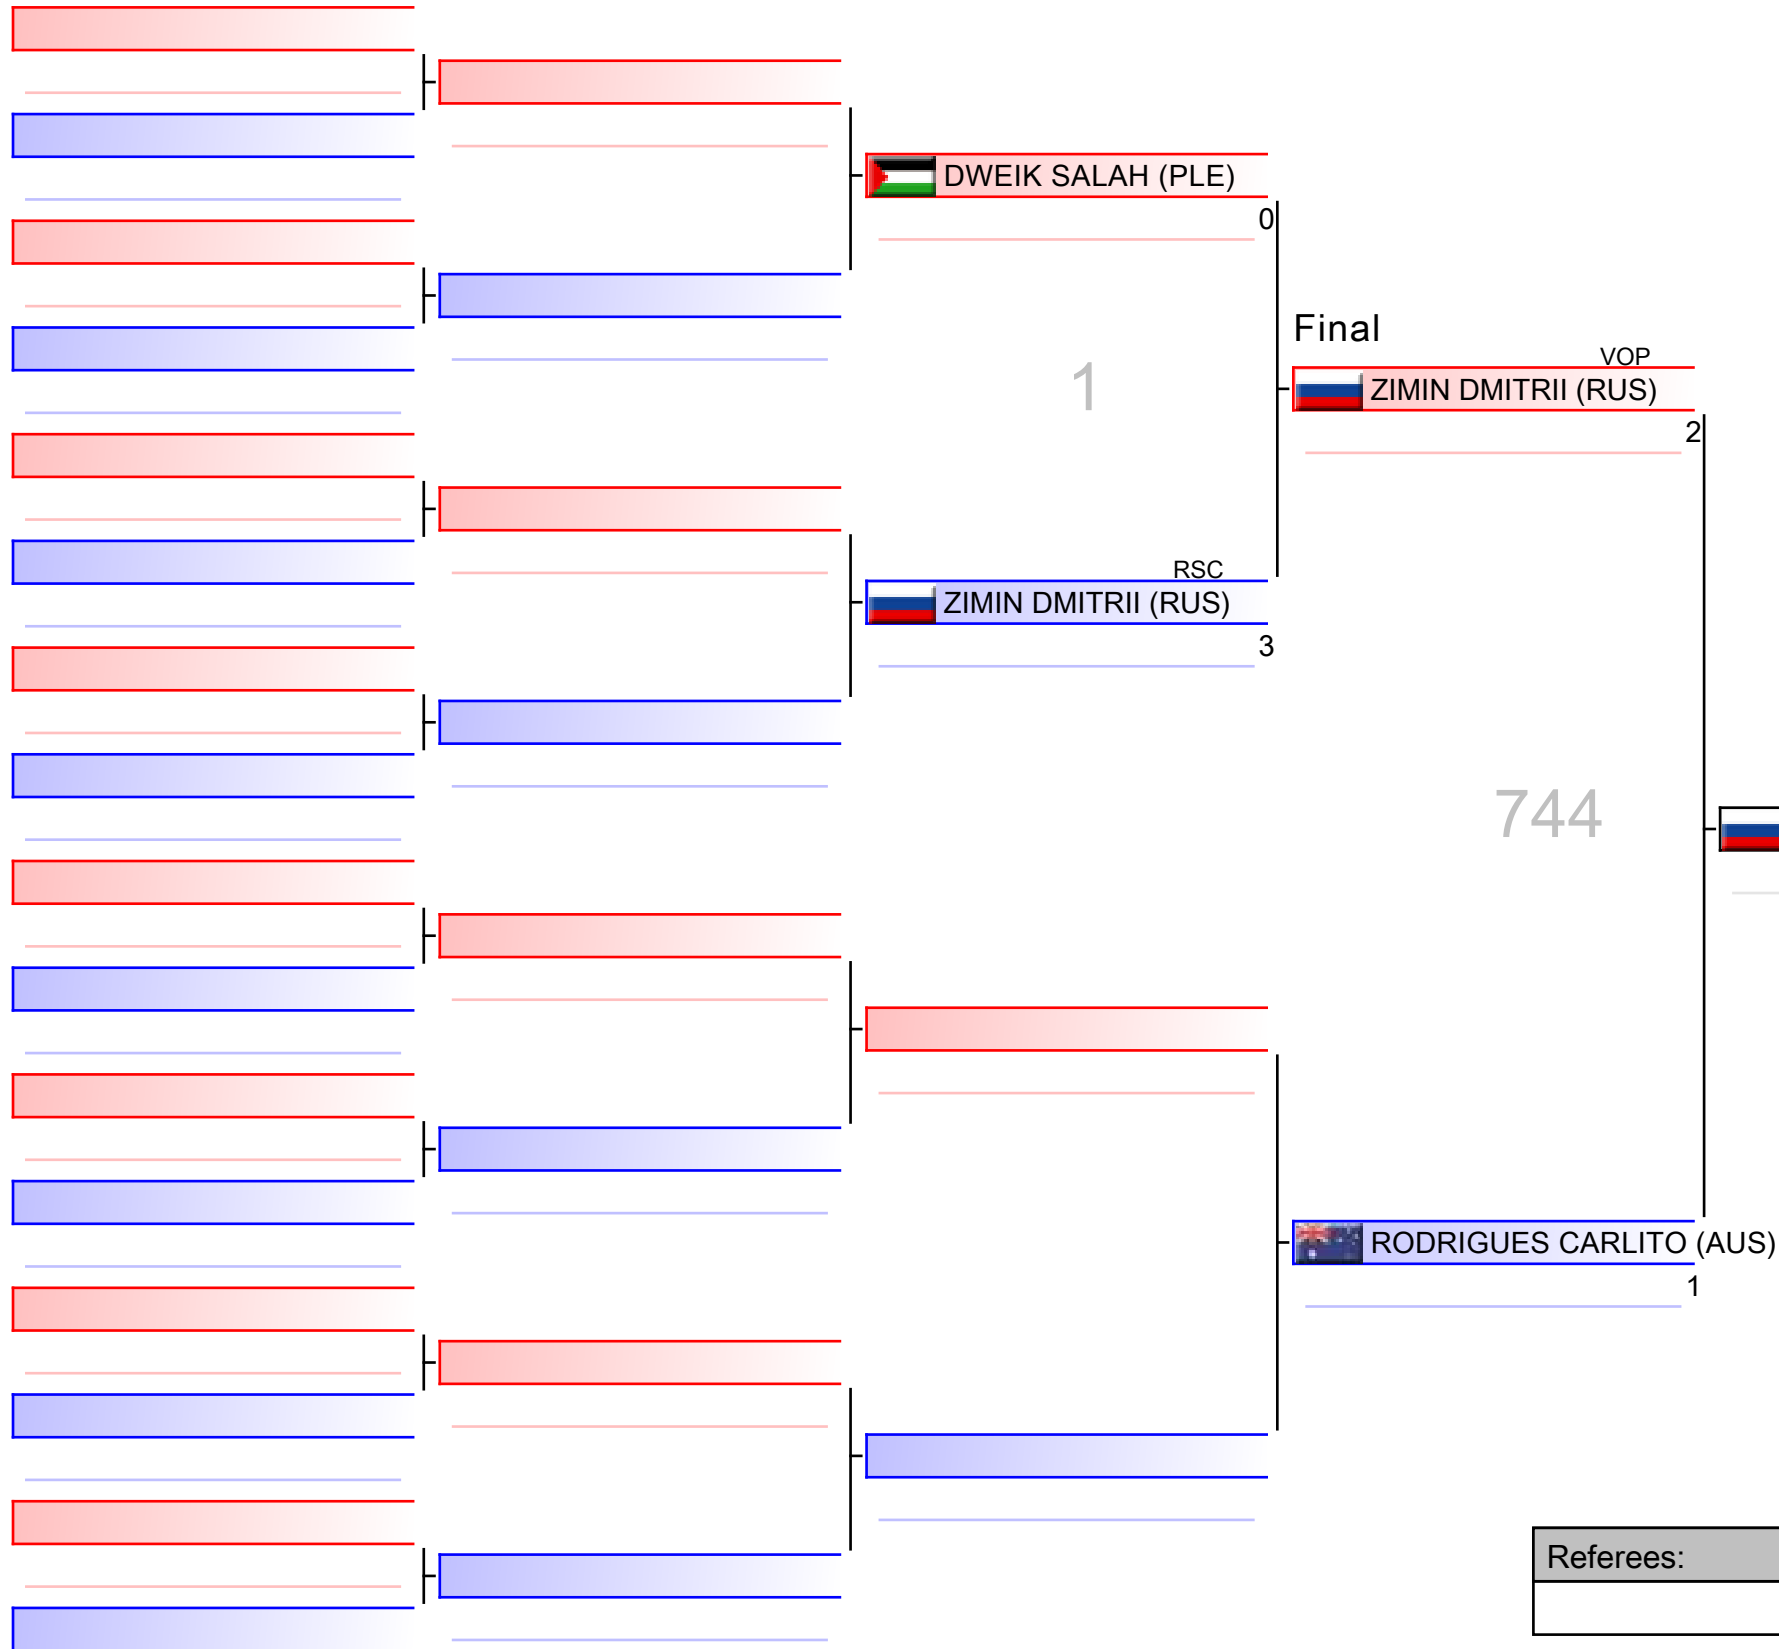 DWEIK SALAH (PLE)
0
Final
VOP
1
ZIMIN DMITRII (RUS)
2
RSC
ZIMIN DMITRII (RUS)
3
744
RODRIGUES CARLITO (AUS)
1
Referees: